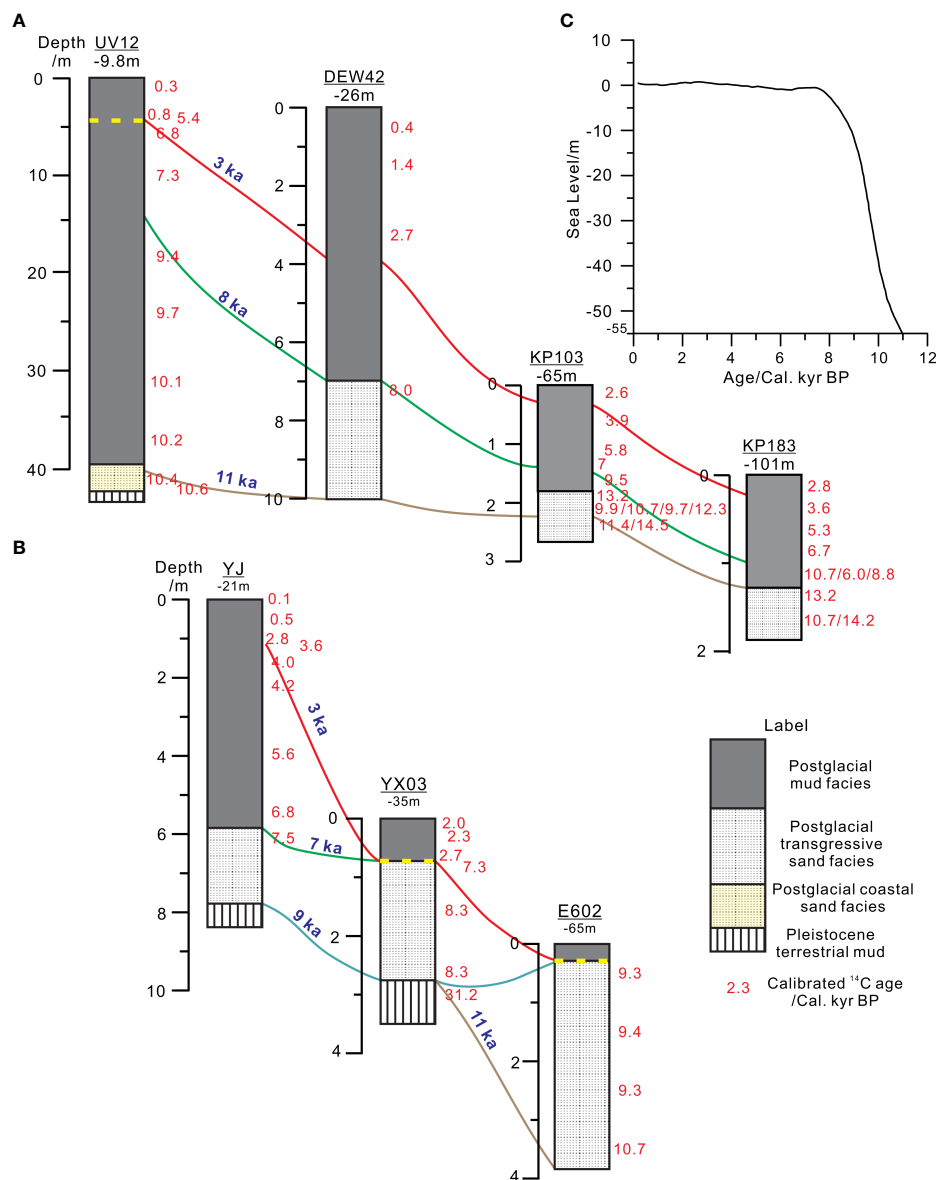 A
Depth
/m
UV12
-9.8m
0
10
20
30
40
0.3
0.8 5.4
6.8
7.3
9.4
9.7
10.1
10.2
10.4 10.6
3 ka
8 ka
11 ka
DEW42
-26m
0
2
4
6
8
10
0.4
1.4
2.7
8.0
KP103
-65m
0
1
2
3
2.6
3.9
5.8
7
9.5
13.2
9.9/10.7/9.7/12.3
11.4/14.5
KP183
-101m
0
2
2.8
3.6
5.3
6.7
10.7/6.0/8.8
13.2
10.7/14.2
C
Sea Level/m
10
0
-10
-20
-30
-40
-50
-55
0 2 4 6 8 10 12
Age/Cal. kyr BP
B
Depth
/m
YJ
-21m
0
2
4
6
8
10
0.1
0.5
2.8 3.6
4.0
4.2
5.6
6.8
7.5
3 ka
7 ka
9 ka
11 ka
YX03
-35m
0
2
4
2.0
2.3
2.7
7.3
8.3
8.3
31.2
E602
-65m
0
2
4
9.3
9.4
9.3
10.7
Label
Postglacial
mud facies
Postglacial
transgressive
sand facies
Postglacial coastal
sand facies
Pleistocene
terrestrial mud
2.3 Calibrated ¹⁴C age
/Cal. kyr BP